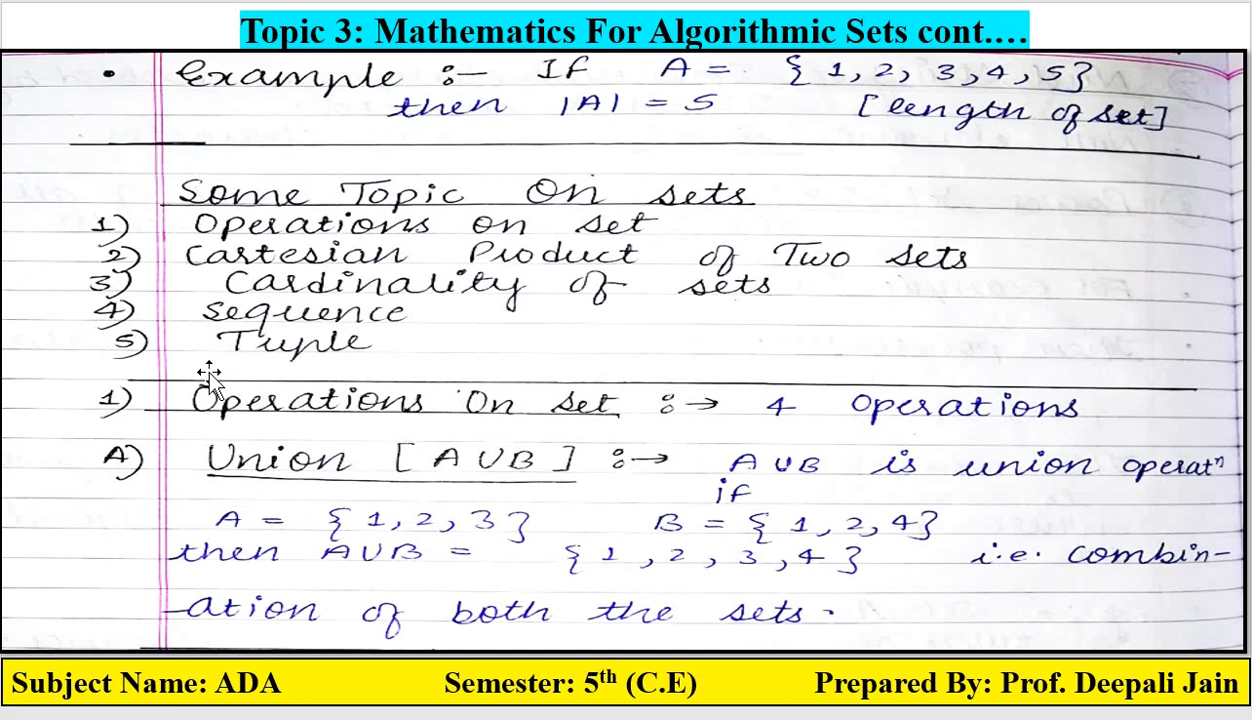 Topic 3: Mathematics For Algorithmic Sets cont.…
• Example :- If A = {1, 2, 3, 4, 5}
then |A| = 5 [length of set]
Some Topic On sets
1) Operations on set
2) Cartesian Product of Two sets
3) Cardinality of sets
4) sequence
5) Tuple
1) Operations On set :→ 4 operations
A) Union [A∪B] :→ A∪B is union operatⁿ
if
A = {1, 2, 3} B = {1, 2, 4}
then A∪B = {1, 2, 3, 4} i.e. combin-
-ation of both the sets.
Subject Name: ADA Semester: 5th (C.E) Prepared By: Prof. Deepali Jain